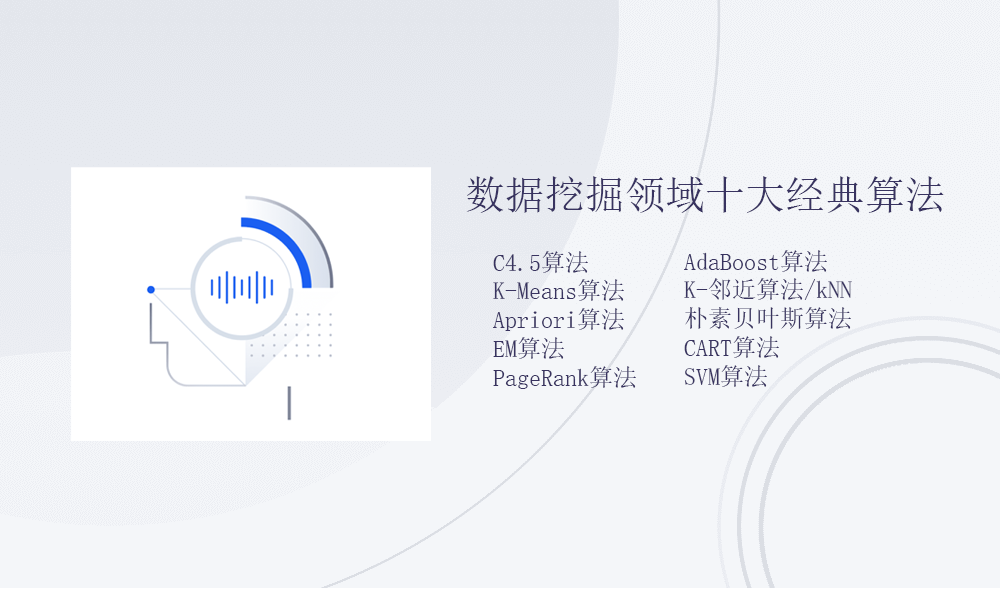 数据挖掘领域十大经典算法
C4.5算法
K-Means算法
Apriori算法
EM算法
PageRank算法
AdaBoost算法
K-邻近算法/kNN
朴素贝叶斯算法
CART算法
SVM算法